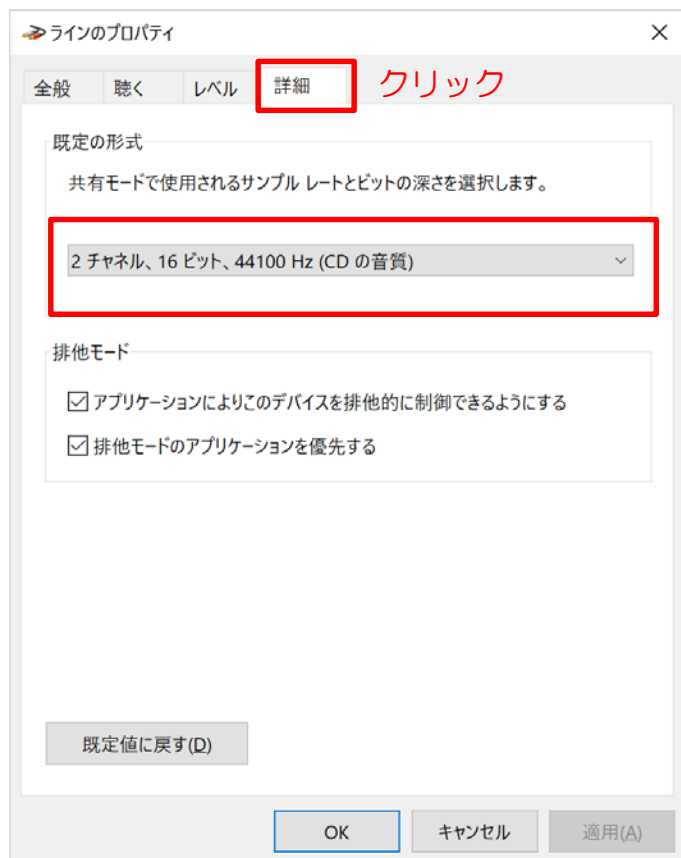 ラインのプロパティ
全般 聴く レベル 詳細 クリック
既定の形式
共有モードで使用されるサンプル レートとビットの深さを選択します。
2 チャネル、16 ビット、44100 Hz (CD の音質)
排他モード
アプリケーションによりこのデバイスを排他的に制御できるようにする
排他モードのアプリケーションを優先する
既定値に戻す(D)
OK キャンセル 適用(A)